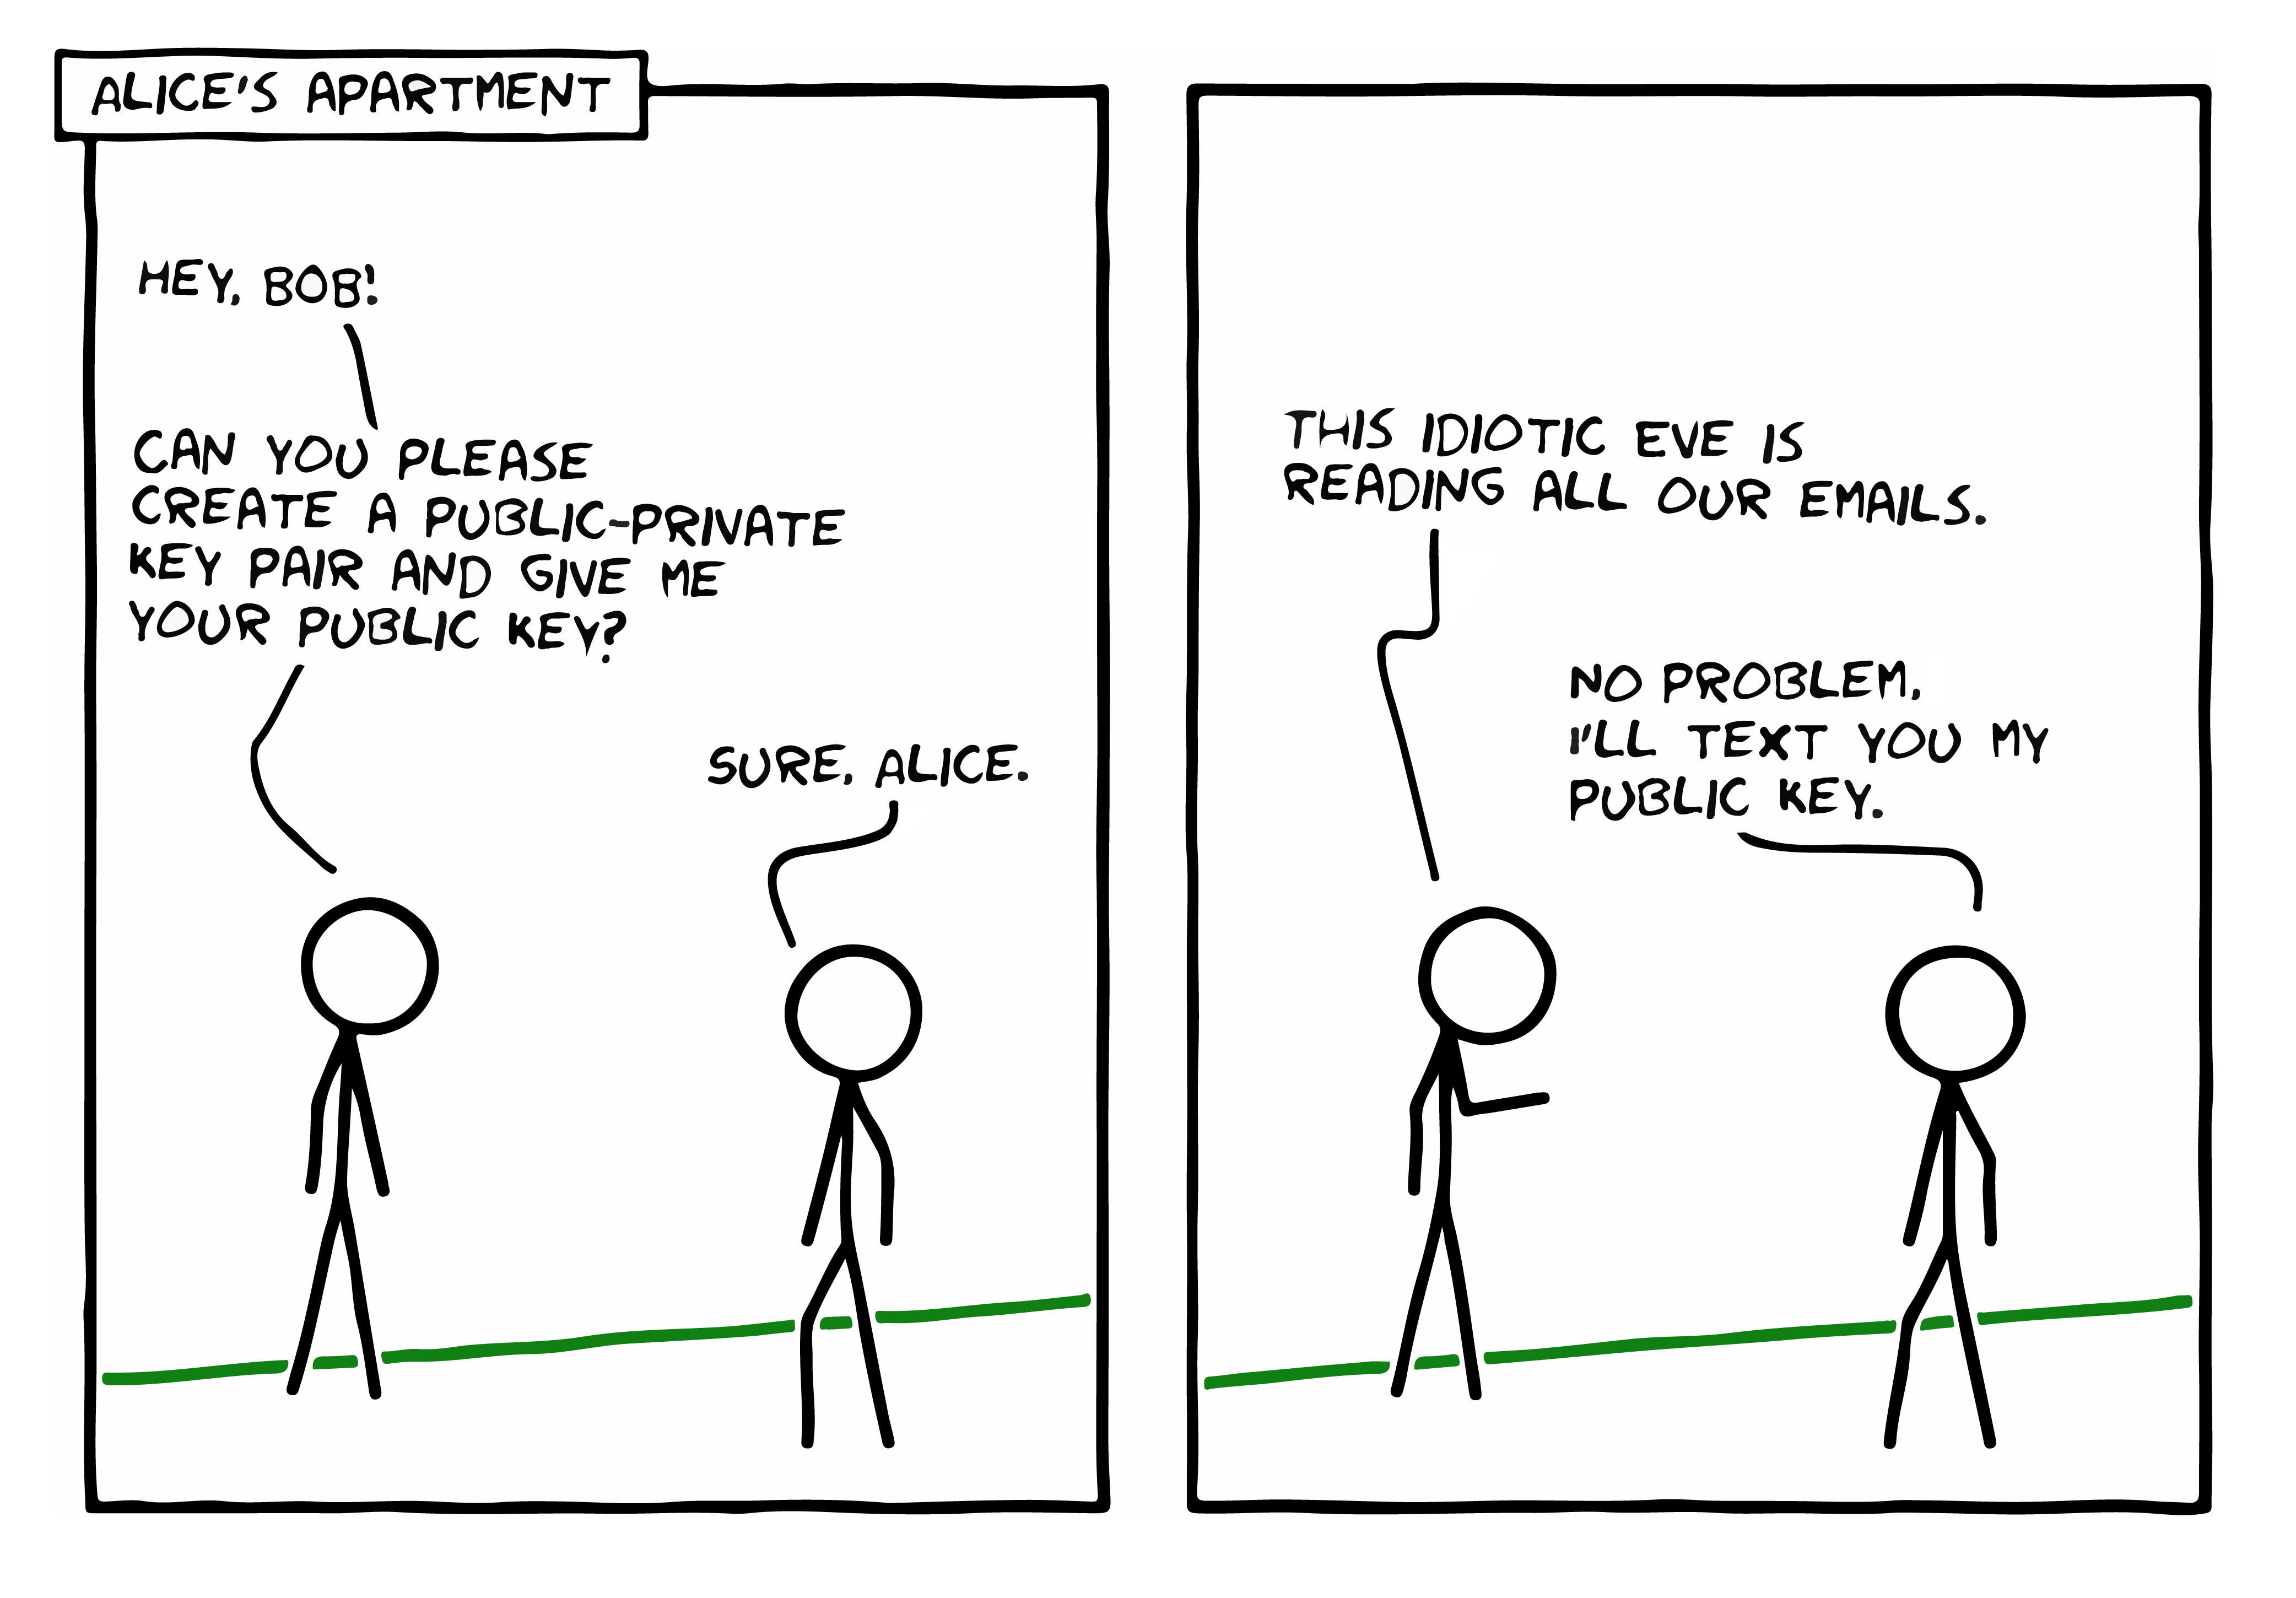 ALICE'S APARTMENT
HEY, BOB!
CAN YOU PLEASE
CREATE A PUBLIC-PRIVATE
KEY PAIR AND GIVE ME
YOUR PUBLIC KEY?
SURE, ALICE.
THIS IDIOTIC EVE IS
READING ALL OUR EMAILS.
NO PROBLEM,
I'LL TEXT YOU MY
PUBLIC KEY.